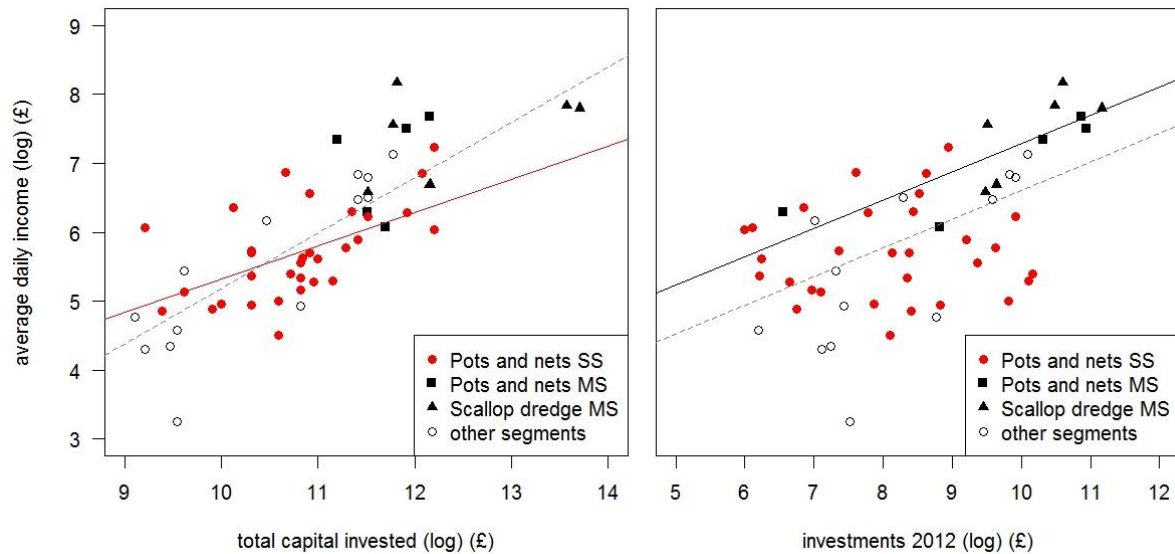 9
8
7
6
5
4
3
average daily income (log) (£)
Pots and nets SS
Pots and nets MS
Scallop dredge MS
other segments
9 10 11 12 13 14
total capital invested (log) (£)
Pots and nets SS
Pots and nets MS
Scallop dredge MS
other segments
5 6 7 8 9 10 11 12
investments 2012 (log) (£)